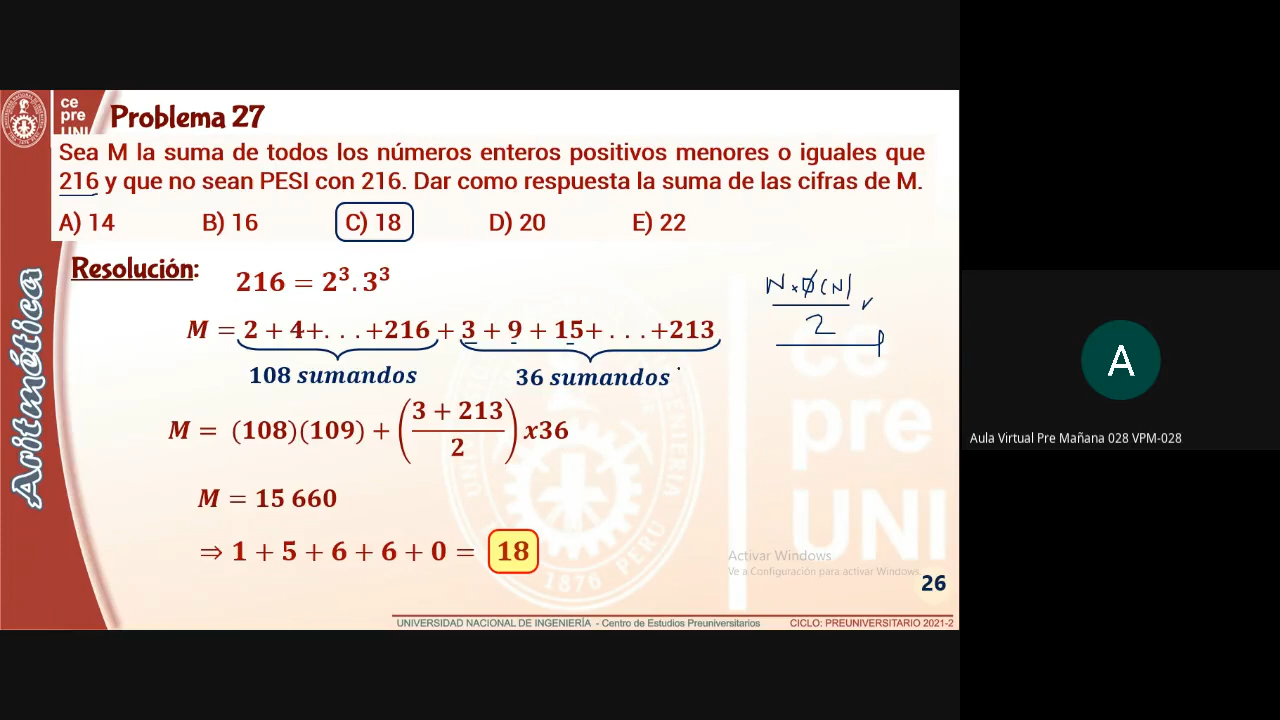 ce
pre
UNI
Problema 27
Sea M la suma de todos los números enteros positivos menores o iguales que
216 y que no sean PESI con 216. Dar como respuesta la suma de las cifras de M.
A) 14 B) 16 C) 18 D) 20 E) 22
Resolución:
216 = 2³. 3³
N × Ø(N)
2
M = 2 + 4+. . . +216 + 3 + 9 + 15+ . . . +213
108 sumandos 36 sumandos
M = (108)(109) + ((3 + 213)/2) x36
M = 15 660
⇒ 1 + 5 + 6 + 6 + 0 = 18
Aritmética
ce
pre
UNI
1876 PERU
Activar Windows
Ve a Configuración para activar Windows.
26
UNIVERSIDAD NACIONAL DE INGENIERÍA - Centro de Estudios Preuniversitarios CICLO: PREUNIVERSITARIO 2021-2
A
Aula Virtual Pre Mañana 028 VPM-028